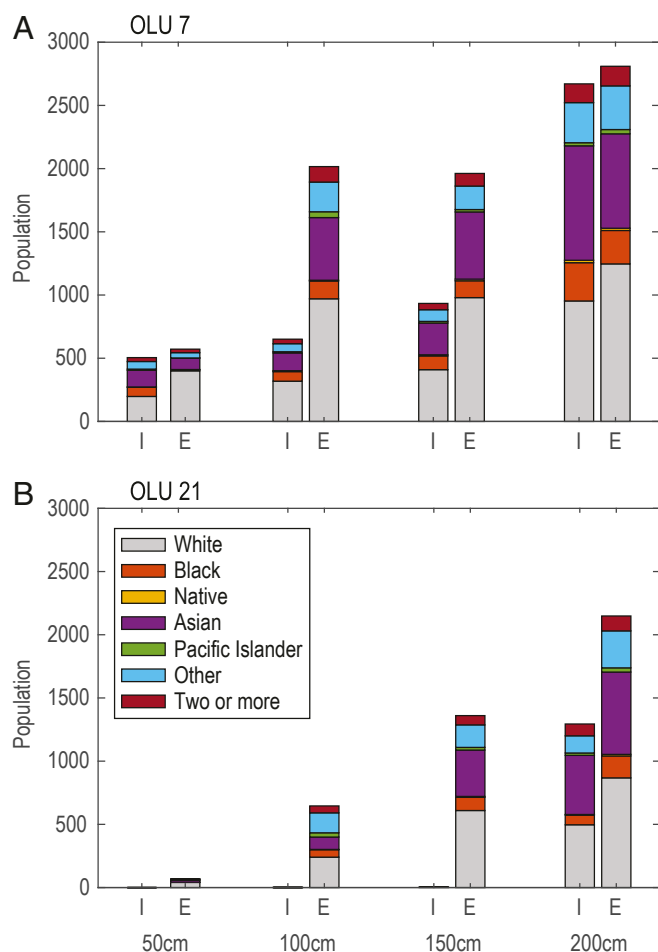 A OLU 7
3000
2500
2000
1500
1000
500
0
Population
I E I E I E I E
B OLU 21
3000
2500
2000
1500
1000
500
0
Population
White
Black
Native
Asian
Pacific Islander
Other
Two or more
I E I E I E I E
50cm 100cm 150cm 200cm